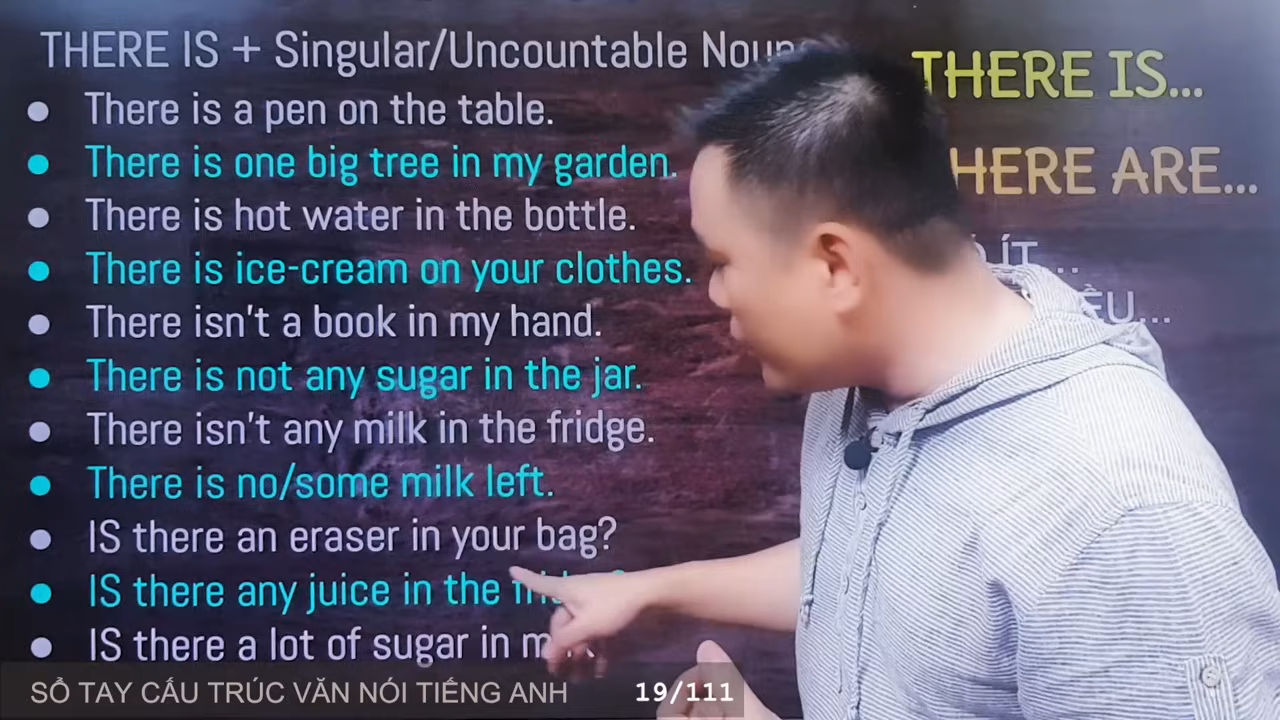 THERE IS + Singular/Uncountable
There is a pen on the table.
There is one big tree in my garden.
There is hot water in the bottle.
There is ice-cream on your clothes.
There isn't a book in my hand.
There is not any sugar in the jar.
There isn't any milk in the fridge.
There is no/some milk left.
IS there an eraser in your bag?
IS there any juice in the
IS there a lot of sugar in
THERE IS...
ARE...
ÍT...
SỔ TAY CẤU TRÚC VĂN NÓI TIẾNG ANH
19/111